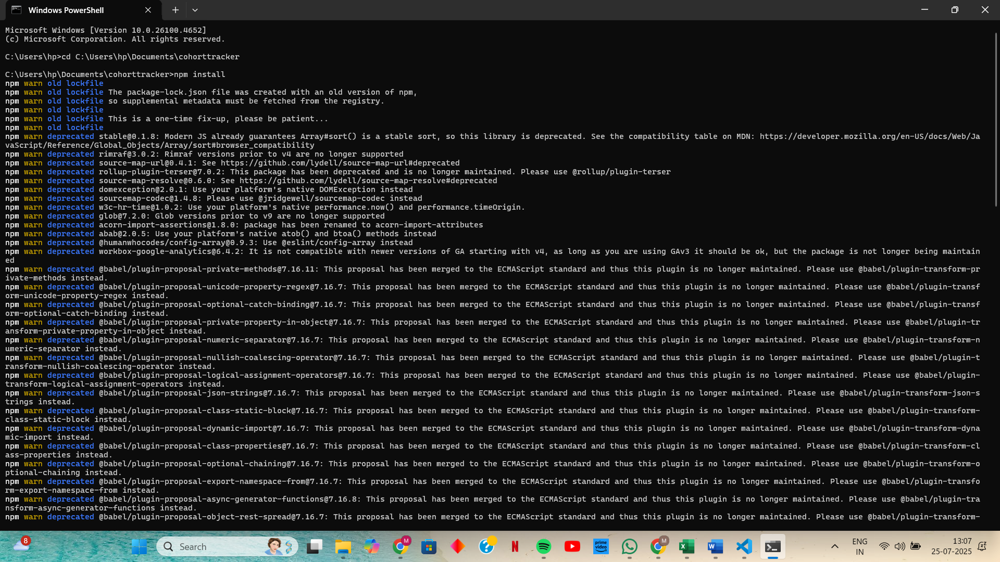 Windows PowerShell
Microsoft Windows [Version 10.0.26100.4652]
(c) Microsoft Corporation. All rights reserved.
C:\Users\hp>cd C:\Users\hp\Documents\cohorttracker
C:\Users\hp\Documents\cohorttracker>npm install
npm warn old lockfile
npm warn old lockfile The package-lock.json file was created with an old version of npm,
npm warn old lockfile so supplemental metadata must be fetched from the registry.
npm warn old lockfile
npm warn old lockfile This is a one-time fix-up, please be patient...
npm warn old lockfile
npm warn deprecated stable@0.1.8: Modern JS already guarantees Array#sort() is a stable sort, so this library is deprecated. See the compatibility table on MDN: https://developer.mozilla.org/en-US/docs/Web/Ja
vaScript/Reference/Global_Objects/Array/sort#browser_compatibility
npm warn deprecated rimraf@3.0.2: Rimraf versions prior to v4 are no longer supported
npm warn deprecated source-map-url@0.4.1: See https://github.com/lydell/source-map-url#deprecated
npm warn deprecated rollup-plugin-terser@7.0.2: This package has been deprecated and is no longer maintained. Please use @rollup/plugin-terser
npm warn deprecated source-map-resolve@0.6.0: See https://github.com/lydell/source-map-resolve#deprecated
npm warn deprecated domexception@2.0.1: Use your platform's native DOMException instead
npm warn deprecated sourcemap-codec@1.4.8: Please use @jridgewell/sourcemap-codec instead
npm warn deprecated w3c-hr-time@1.0.2: Use your platform's native performance.now() and performance.timeOrigin.
npm warn deprecated glob@7.2.0: Glob versions prior to v9 are no longer supported
npm warn deprecated acorn-import-assertions@1.8.0: package has been renamed to acorn-import-attributes
npm warn deprecated abab@2.0.5: Use your platform's native atob() and btoa() methods instead
npm warn deprecated @humanwhocodes/config-array@0.9.3: Use @eslint/config-array instead
npm warn deprecated workbox-google-analytics@6.4.2: It is not compatible with newer versions of GA starting with v4, as long as you are using GAv3 it should be ok, but the package is not longer being maintain
ed
npm warn deprecated @babel/plugin-proposal-private-methods@7.16.11: This proposal has been merged to the ECMAScript standard and thus this plugin is no longer maintained. Please use @babel/plugin-transform-pr
ivate-methods instead.
npm warn deprecated @babel/plugin-proposal-unicode-property-regex@7.16.7: This proposal has been merged to the ECMAScript standard and thus this plugin is no longer maintained. Please use @babel/plugin-transf
orm-unicode-property-regex instead.
npm warn deprecated @babel/plugin-proposal-optional-catch-binding@7.16.7: This proposal has been merged to the ECMAScript standard and thus this plugin is no longer maintained. Please use @babel/plugin-transf
orm-optional-catch-binding instead.
npm warn deprecated @babel/plugin-proposal-private-property-in-object@7.16.7: This proposal has been merged to the ECMAScript standard and thus this plugin is no longer maintained. Please use @babel/plugin-tr
ansform-private-property-in-object instead.
npm warn deprecated @babel/plugin-proposal-numeric-separator@7.16.7: This proposal has been merged to the ECMAScript standard and thus this plugin is no longer maintained. Please use @babel/plugin-transform-n
umeric-separator instead.
npm warn deprecated @babel/plugin-proposal-nullish-coalescing-operator@7.16.7: This proposal has been merged to the ECMAScript standard and thus this plugin is no longer maintained. Please use @babel/plugin-t
ransform-nullish-coalescing-operator instead.
npm warn deprecated @babel/plugin-proposal-logical-assignment-operators@7.16.7: This proposal has been merged to the ECMAScript standard and thus this plugin is no longer maintained. Please use @babel/plugin-
transform-logical-assignment-operators instead.
npm warn deprecated @babel/plugin-proposal-json-strings@7.16.7: This proposal has been merged to the ECMAScript standard and thus this plugin is no longer maintained. Please use @babel/plugin-transform-json-s
trings instead.
npm warn deprecated @babel/plugin-proposal-class-static-block@7.16.7: This proposal has been merged to the ECMAScript standard and thus this plugin is no longer maintained. Please use @babel/plugin-transform-
class-static-block instead.
npm warn deprecated @babel/plugin-proposal-dynamic-import@7.16.7: This proposal has been merged to the ECMAScript standard and thus this plugin is no longer maintained. Please use @babel/plugin-transform-dyna
mic-import instead.
npm warn deprecated @babel/plugin-proposal-class-properties@7.16.7: This proposal has been merged to the ECMAScript standard and thus this plugin is no longer maintained. Please use @babel/plugin-transform-cl
ass-properties instead.
npm warn deprecated @babel/plugin-proposal-optional-chaining@7.16.7: This proposal has been merged to the ECMAScript standard and thus this plugin is no longer maintained. Please use @babel/plugin-transform-o
ptional-chaining instead.
npm warn deprecated @babel/plugin-proposal-export-namespace-from@7.16.7: This proposal has been merged to the ECMAScript standard and thus this plugin is no longer maintained. Please use @babel/plugin-transfo
rm-export-namespace-from instead.
npm warn deprecated @babel/plugin-proposal-async-generator-functions@7.16.8: This proposal has been merged to the ECMAScript standard and thus this plugin is no longer maintained. Please use @babel/plugin-tra
nsform-async-generator-functions instead.
npm warn deprecated @babel/plugin-proposal-object-rest-spread@7.16.7: This proposal has been merged to the ECMAScript standard and thus this plugin is no longer maintained. Please use @babel/plugin-transform-
8
Search
M
?
N
prime video
M
X
W
ENG
IN
13:07
25-07-2025